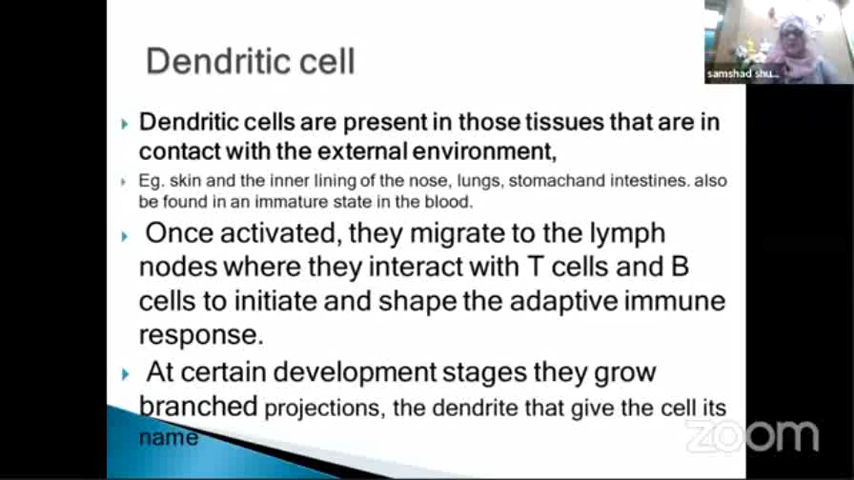 Dendritic cell
samshad shu...
Dendritic cells are present in those tissues that are in
contact with the external environment,
Eg. skin and the inner lining of the nose, lungs, stomachand intestines. also
be found in an immature state in the blood.
Once activated, they migrate to the lymph
nodes where they interact with T cells and B
cells to initiate and shape the adaptive immune
response.
At certain development stages they grow
branched projections, the dendrite that give the cell its
name
zoom